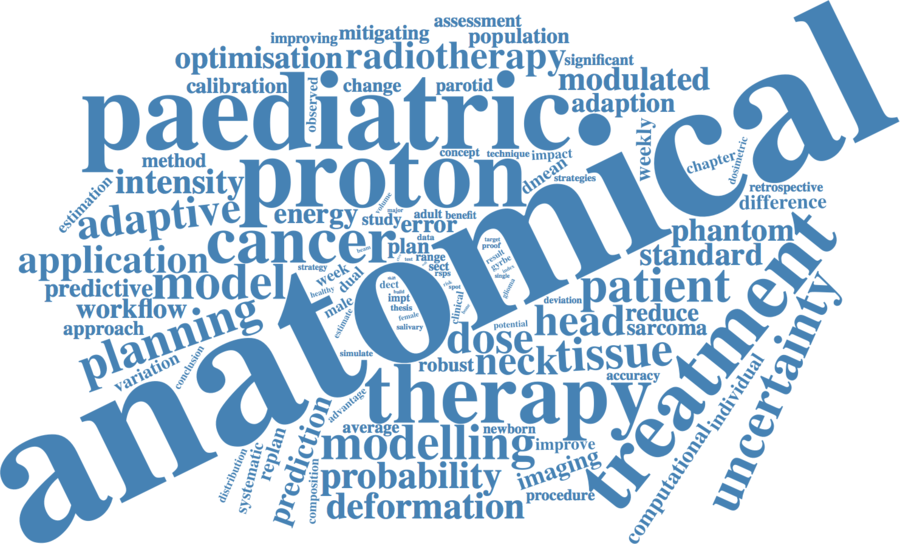 assessment
improving mitigating population
optimisation radiotherapy significant
calibration change parotid modulated
observed
paediatric adaption
anatomical
concept technique impact
method proton weekly chapter dosimetric
dmean strategies
estimation intensity retrospective
volume
adaptive energy study major adult benefit difference
error
application cancer plan data target proof phantom
range result standard
strategy week sect gyrbe
predictive model healthy dual rsps single index patient
dect spot glioma
workflow male impt thesis clinical deviation
approach estimate female salivary potential head reduce
planning dose sarcoma
variation conclusion simulate robust neck tissue
accuracy
treatment
uncertainty
advantage therapy
individual
computational
average newborn
prediction modelling improve
distribution systematic replan composition probability imaging
procedure
deformation